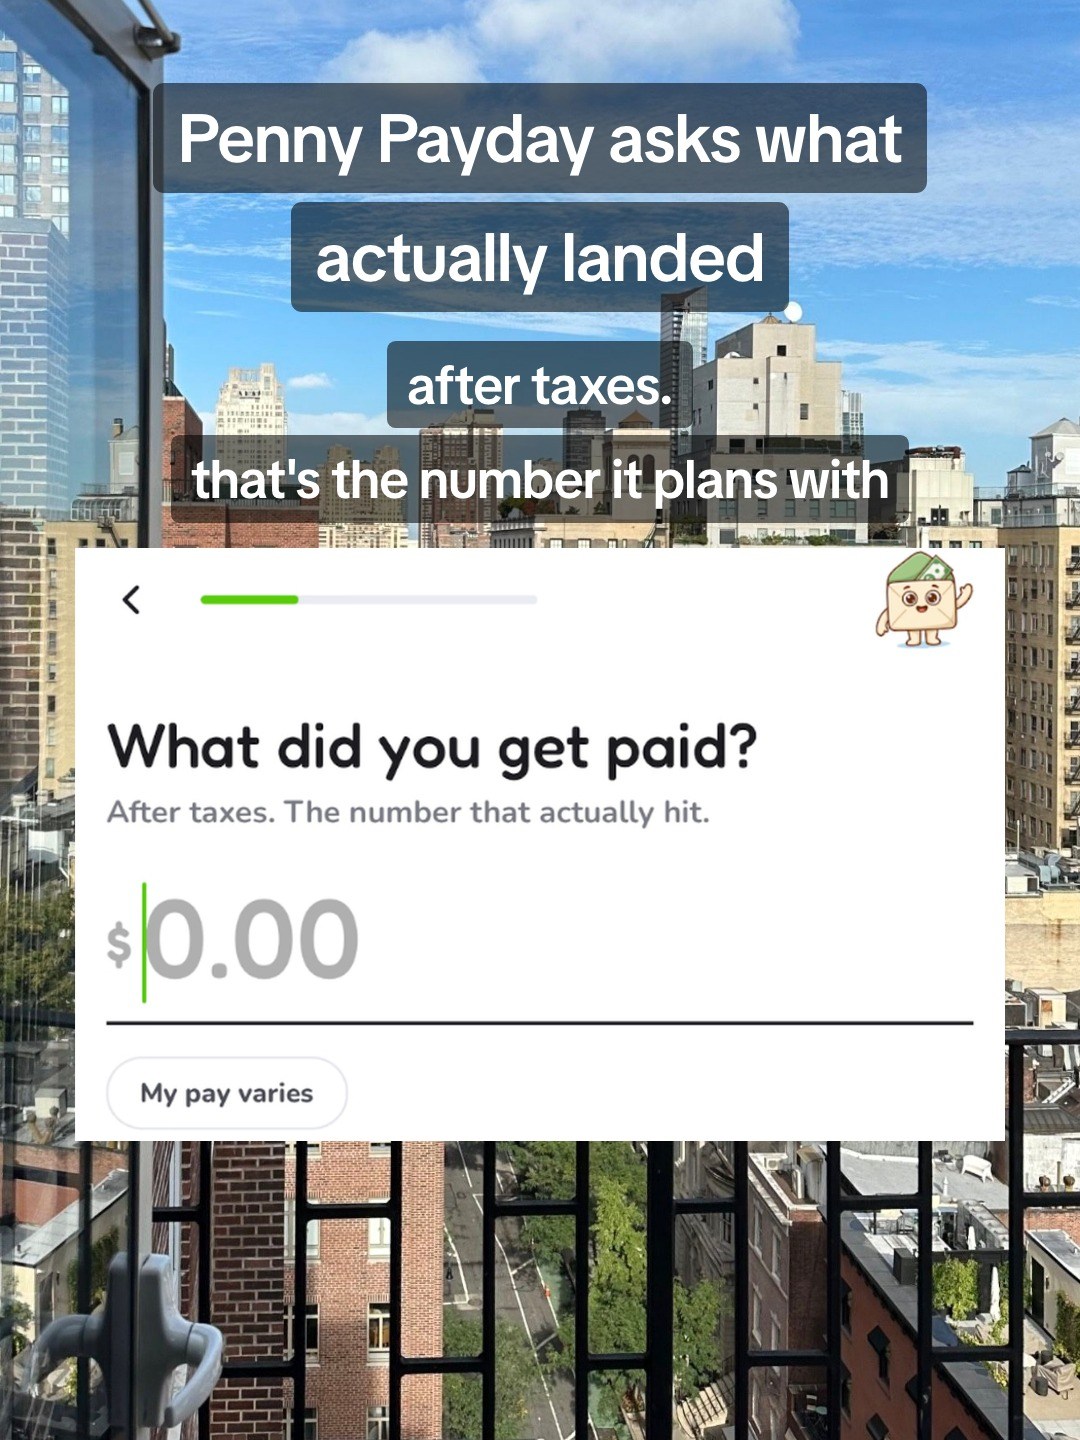 Penny Payday asks what
actually landed
after taxes.
that's the number it plans with
What did you get paid?
After taxes. The number that actually hit.
$0.00
My pay varies